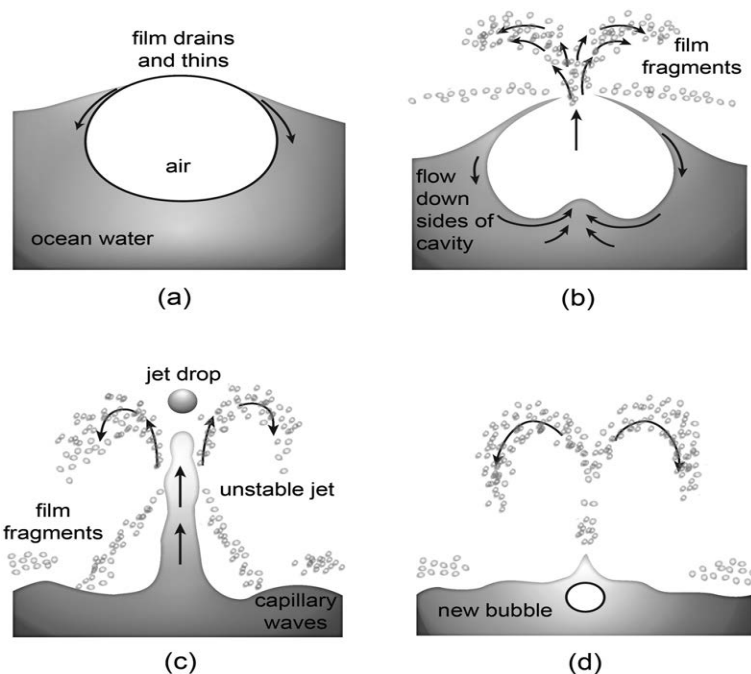 film drains
and thins
air
ocean water
(a)
film
fragments
flow
down
sides of
cavity
(b)
jet drop
unstable jet
film
fragments
capillary
waves
(c)
new bubble
(d)